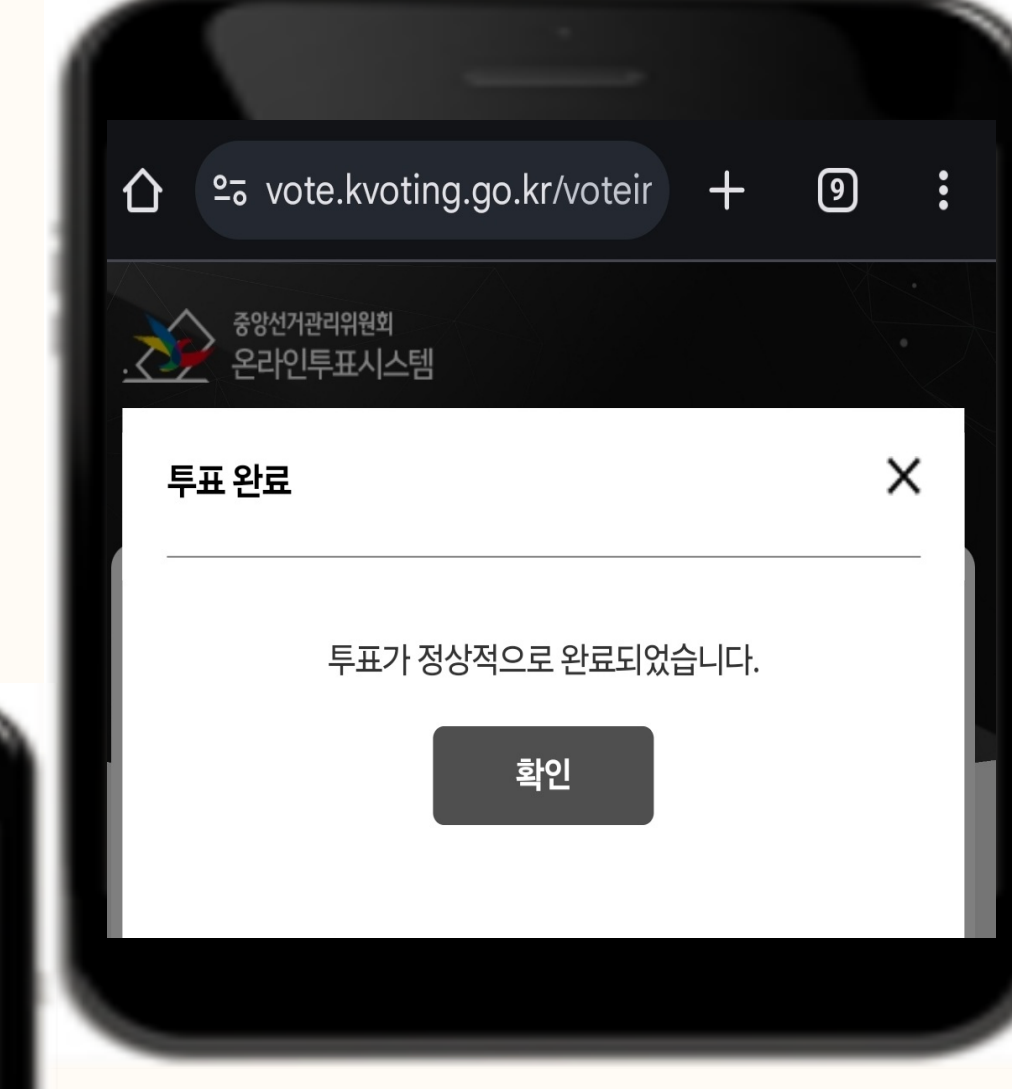 vote.kvoting.go.kr/voteir
9
중앙선거관리위원회
온라인투표시스템
투표 완료
투표가 정상적으로 완료되었습니다.
확인